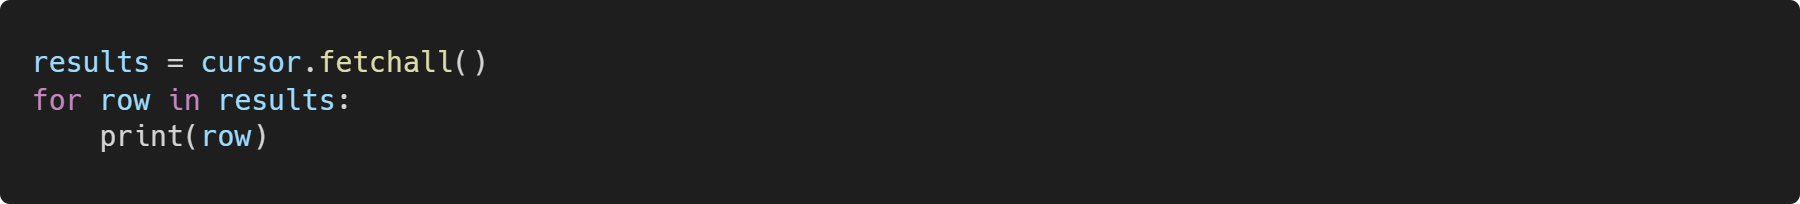 results = cursor.fetchall()
for row in results:
    print(row)